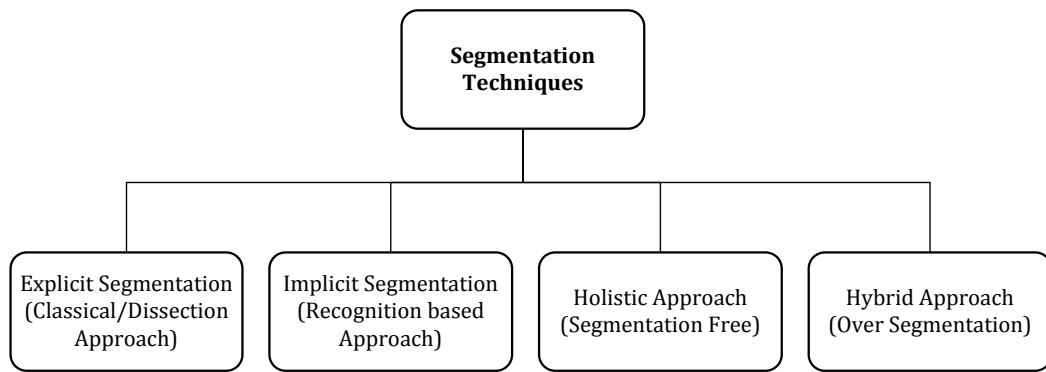 Segmentation
Techniques
Explicit Segmentation
(Classical/Dissection
Approach)
Implicit Segmentation
(Recognition based
Approach)
Holistic Approach
(Segmentation Free)
Hybrid Approach
(Over Segmentation)